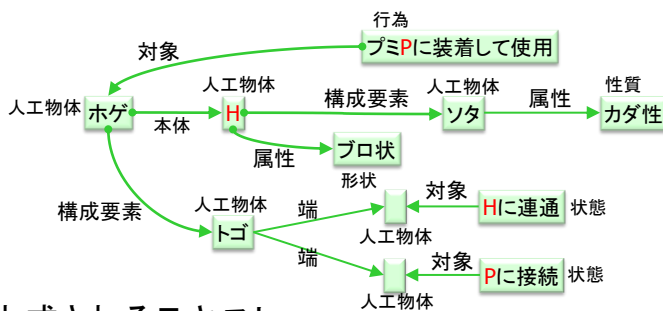 行為
プミPに装着して使用
対象
人工物体
ホゲ
本体
人工物体
H
構成要素
人工物体
ソタ
属性
性質
カダ性
属性
ブロ状
形状
構成要素
人工物体
トゴ
端
人工物体
対象
Hに連通
状態
端
人工物体
対象
Pに接続
状態